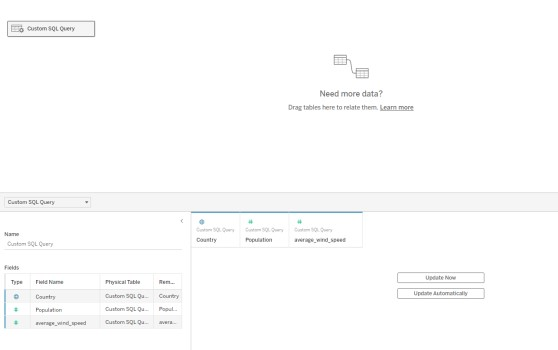 Custom SQL Query
Need more data?
Drag tables here to relate them. Learn more
Custom SQL Query
Name
Custom SQL Query
Fields
Type Field Name Physical Table Rem...
Country Custom SQL Qu... Country
Population Custom SQL Qu... Popul...
average_wind_speed Custom SQL Qu... avera...
Custom SQL Query Custom SQL Query Custom SQL Query
Country Population average_wind_speed
Update Now
Update Automatically